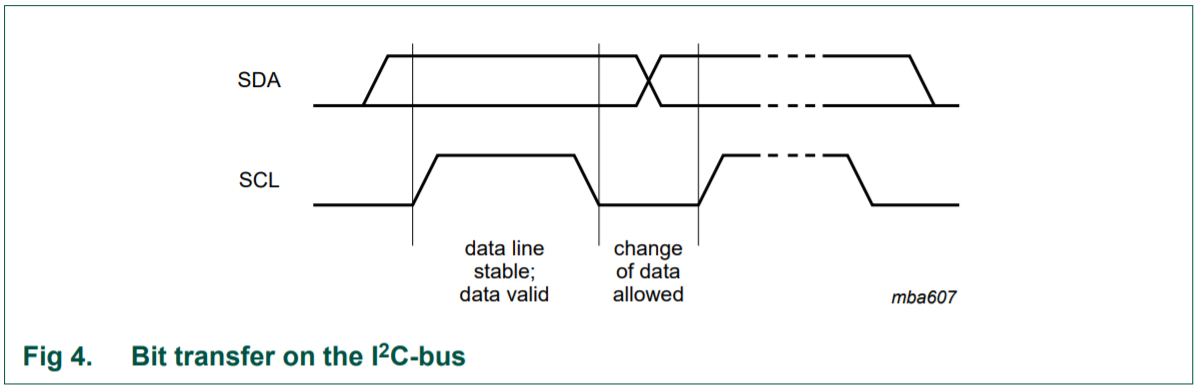 SDA
SCL
data line
stable;
data valid
change
of data
allowed
mba607
Fig 4. Bit transfer on the I²C-bus